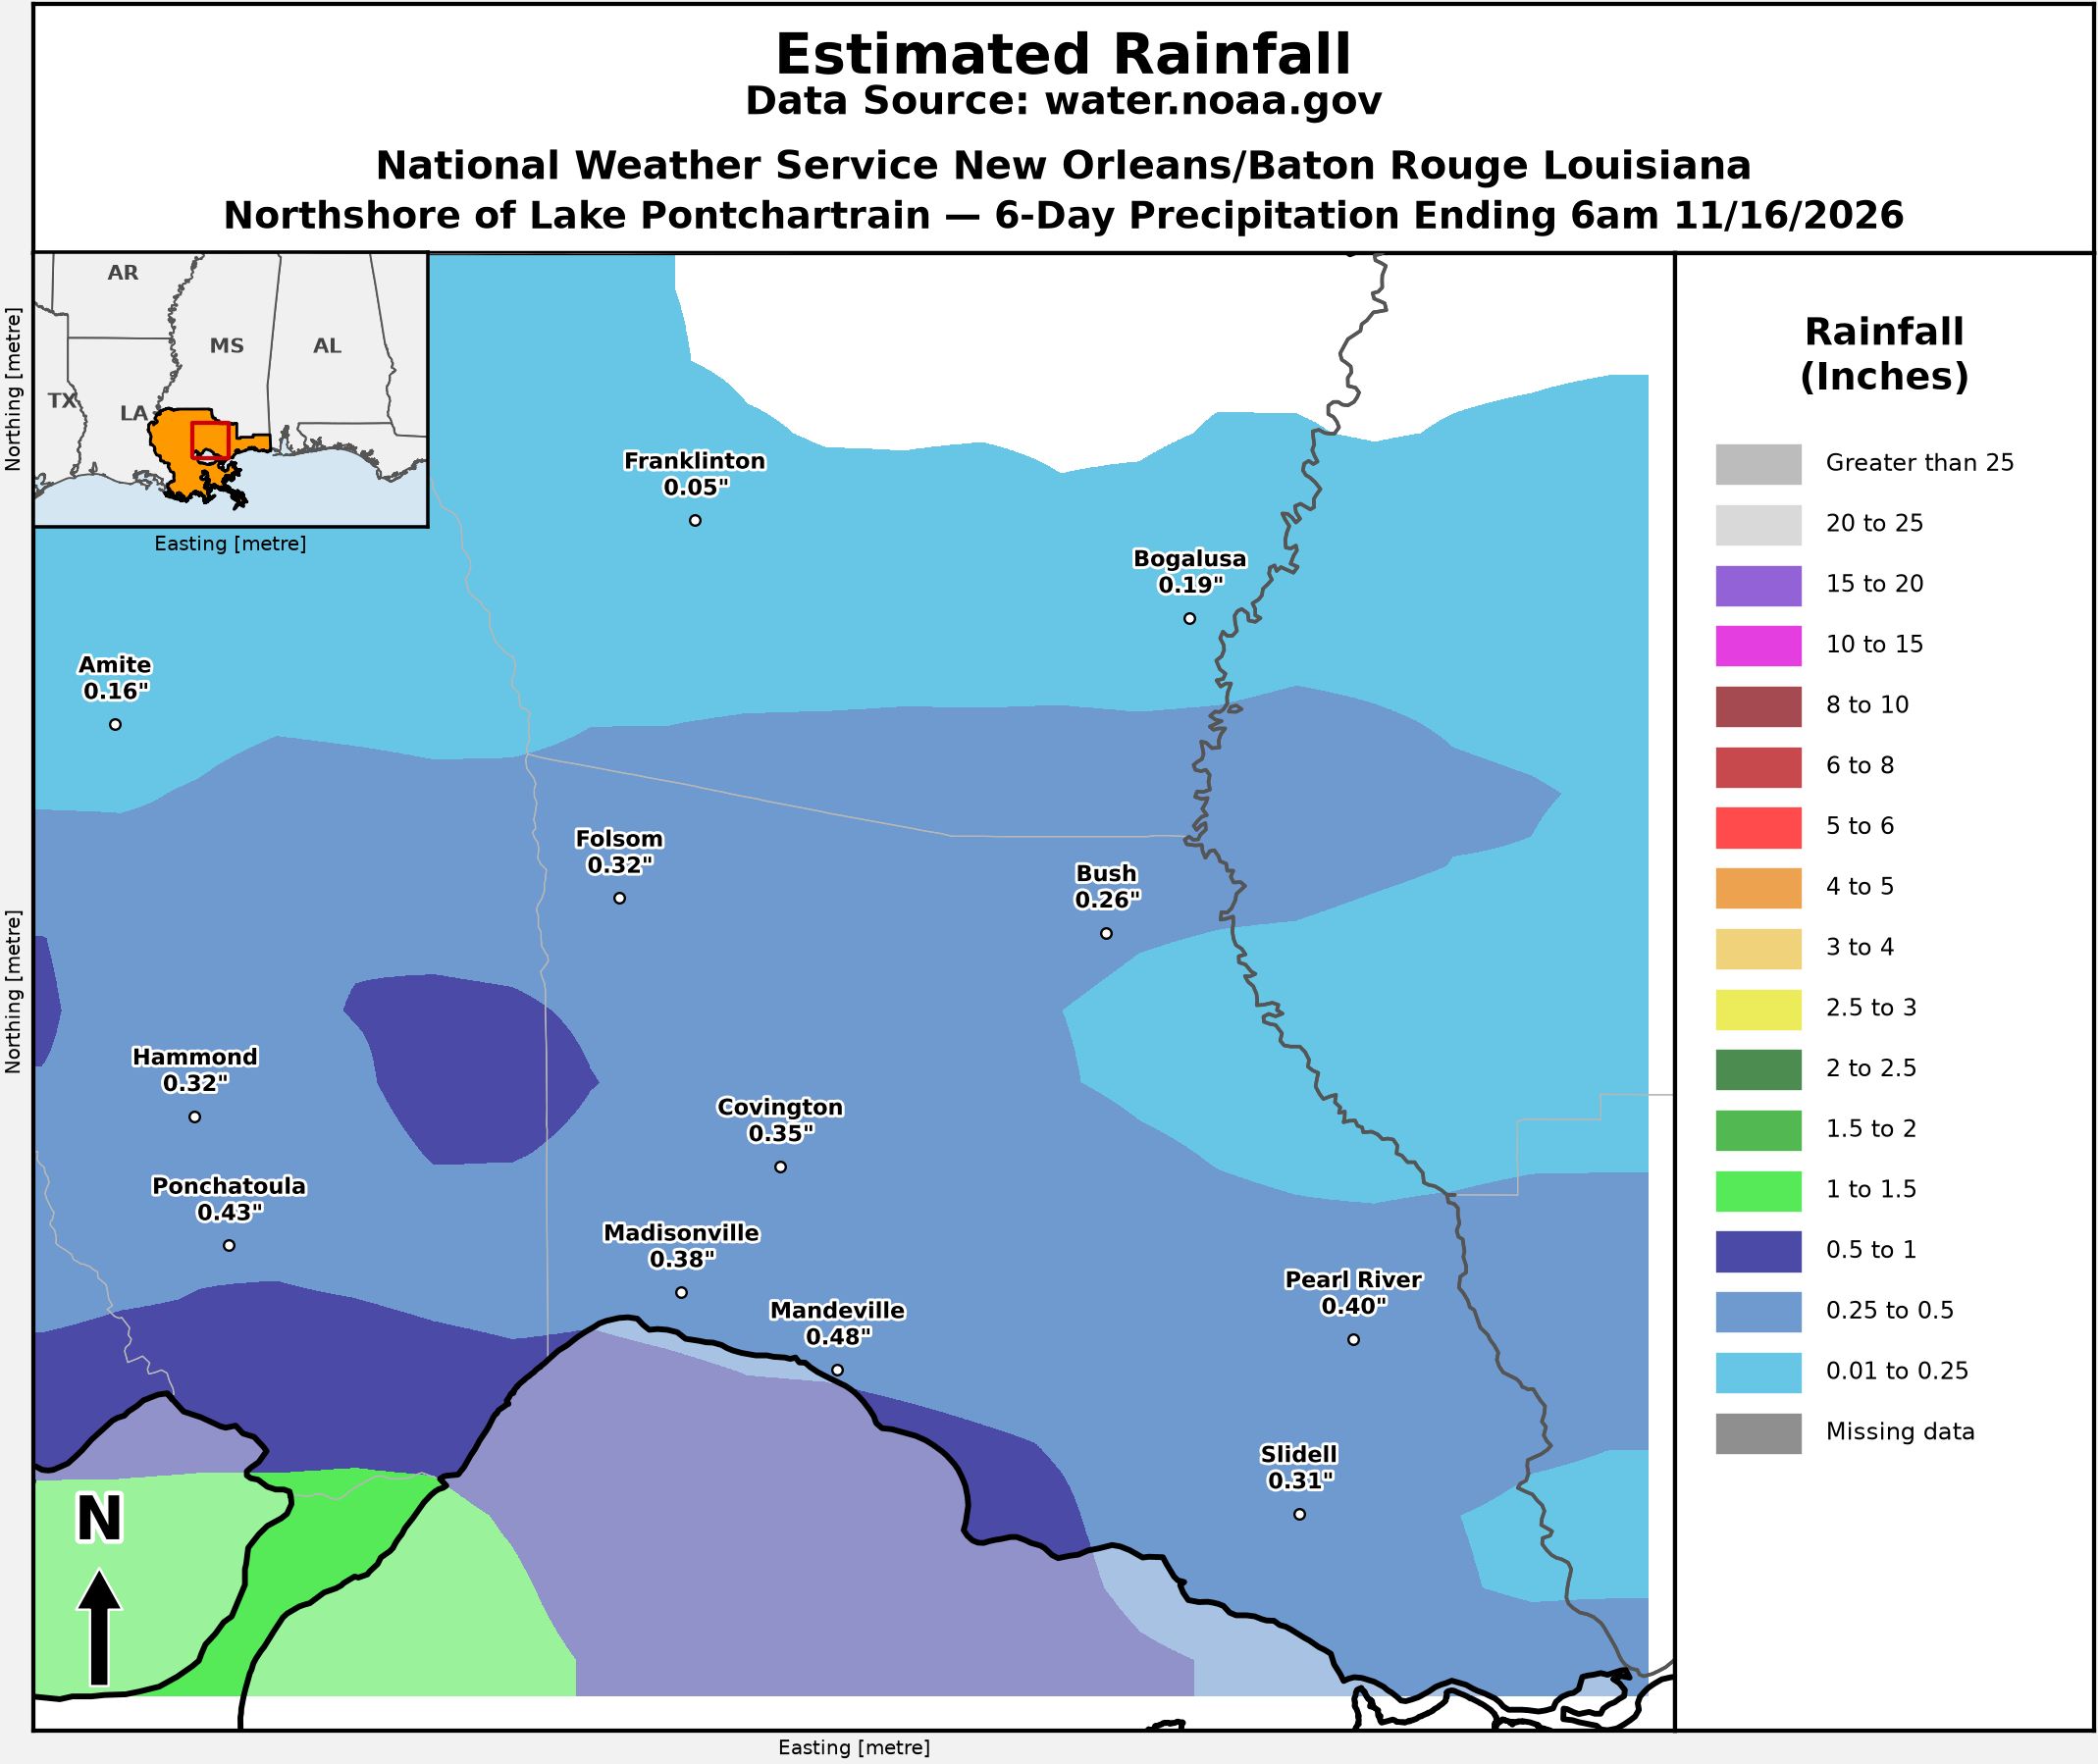 Estimated Rainfall
Data Source: water.noaa.gov
National Weather Service New Orleans/Baton Rouge Louisiana
Northshore of Lake Pontchartrain — 6-Day Precipitation Ending 6am 11/16/2026
AR
MS
AL
TX
LA
Northing [metre]
Easting [metre]
Franklinton
0.05"
Bogalusa
0.19"
Amite
0.16"
Folsom
0.32"
Bush
0.26"
Northing [metre]
Hammond
0.32"
Covington
0.35"
Ponchatoula
0.43"
Madisonville
0.38"
Pearl River
0.40"
Mandeville
0.48"
Slidell
0.31"
N
Easting [metre]
Rainfall
(Inches)
Greater than 25
20 to 25
15 to 20
10 to 15
8 to 10
6 to 8
5 to 6
4 to 5
3 to 4
2.5 to 3
2 to 2.5
1.5 to 2
1 to 1.5
0.5 to 1
0.25 to 0.5
0.01 to 0.25
Missing data